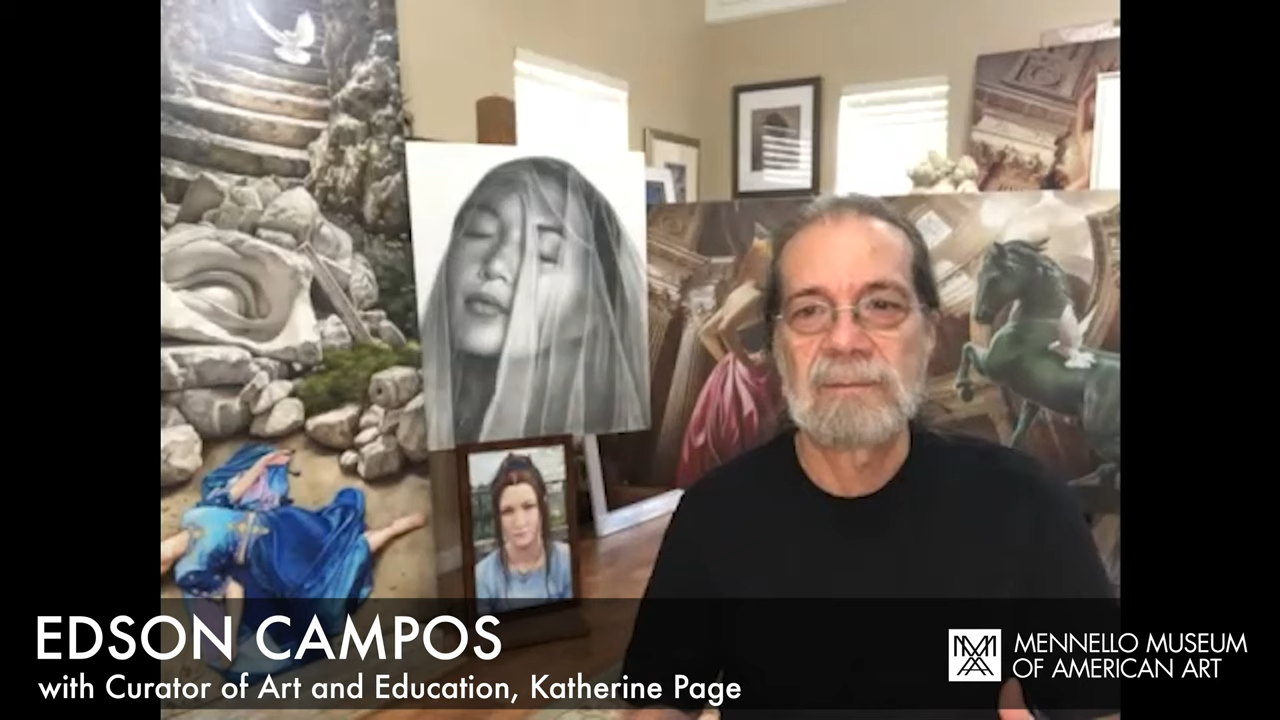 EDSON CAMPOS
with Curator of Art and Education, Katherine Page
MENNELLO MUSEUM
OF AMERICAN ART